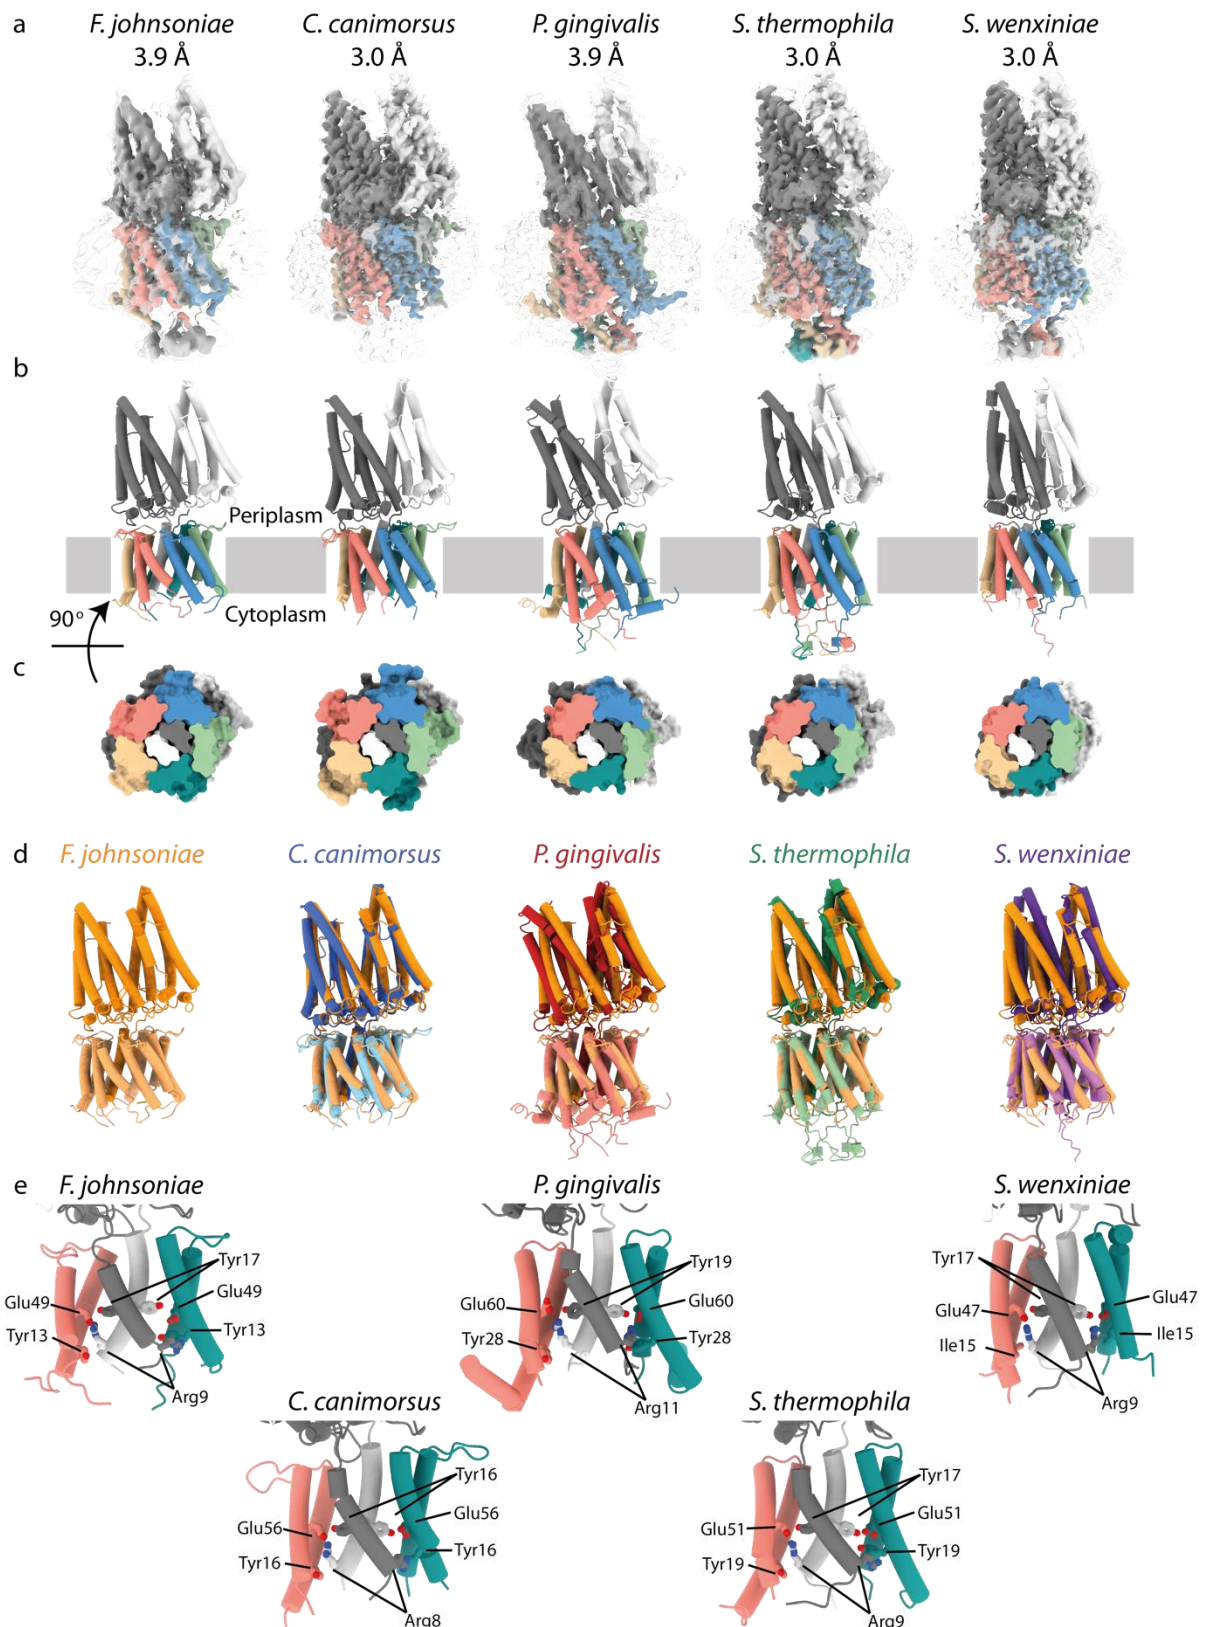 a
F. johnsoniae
C. canimorsus
P. gingivalis
S. thermophila
S. wenxiniae
3.9 Å
3.0 Å
3.9 Å
3.0 Å
3.0 Å
b
Periplasm
Cytoplasm
90°
c
d
F. johnsoniae
C. canimorsus
P. gingivalis
S. thermophila
S. wenxiniae
e
F. johnsoniae
Tyr17
Glu49
Glu49
Tyr13
Tyr13
Arg9
P. gingivalis
Tyr19
Glu60
Glu60
Tyr28
Tyr28
Arg11
S. wenxiniae
Tyr17
Glu47
Glu47
Ile15
Ile15
Arg9
C. canimorsus
Tyr16
Glu56
Glu56
Tyr16
Tyr16
Arg8
S. thermophila
Tyr17
Glu51
Glu51
Tyr19
Tyr19
Arg9